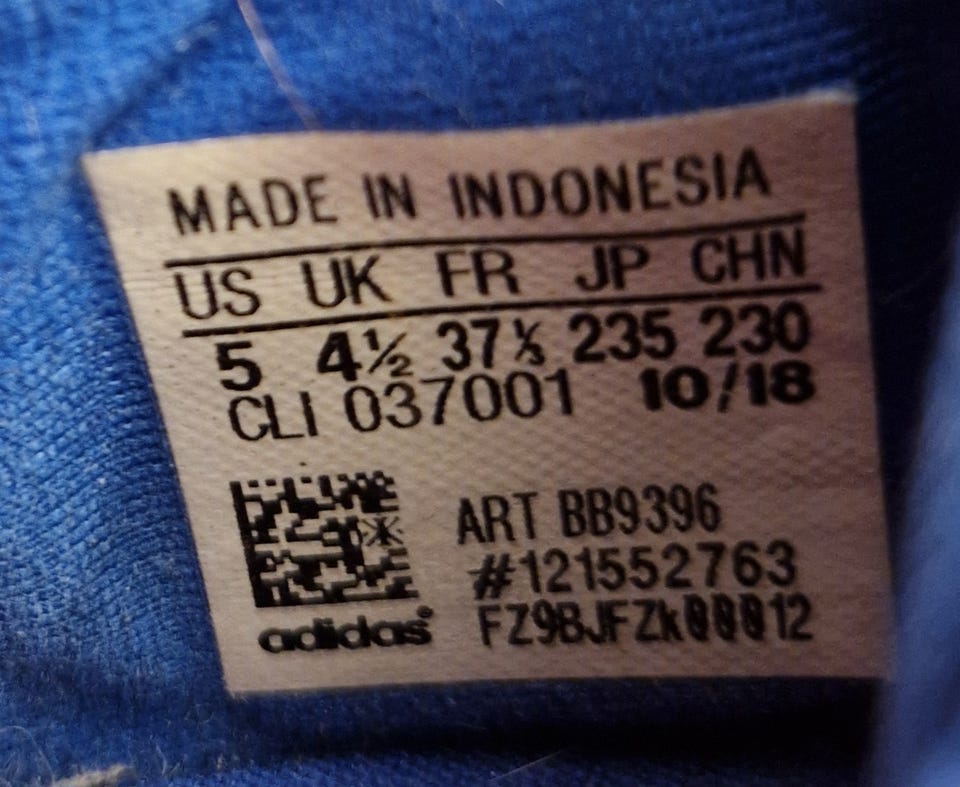 MADE IN INDONESIA
US UK FR JP CHN
5 4½ 37⅓ 235 230
CLI 037001 10/18
ART BB9396
#121552763
adidas®